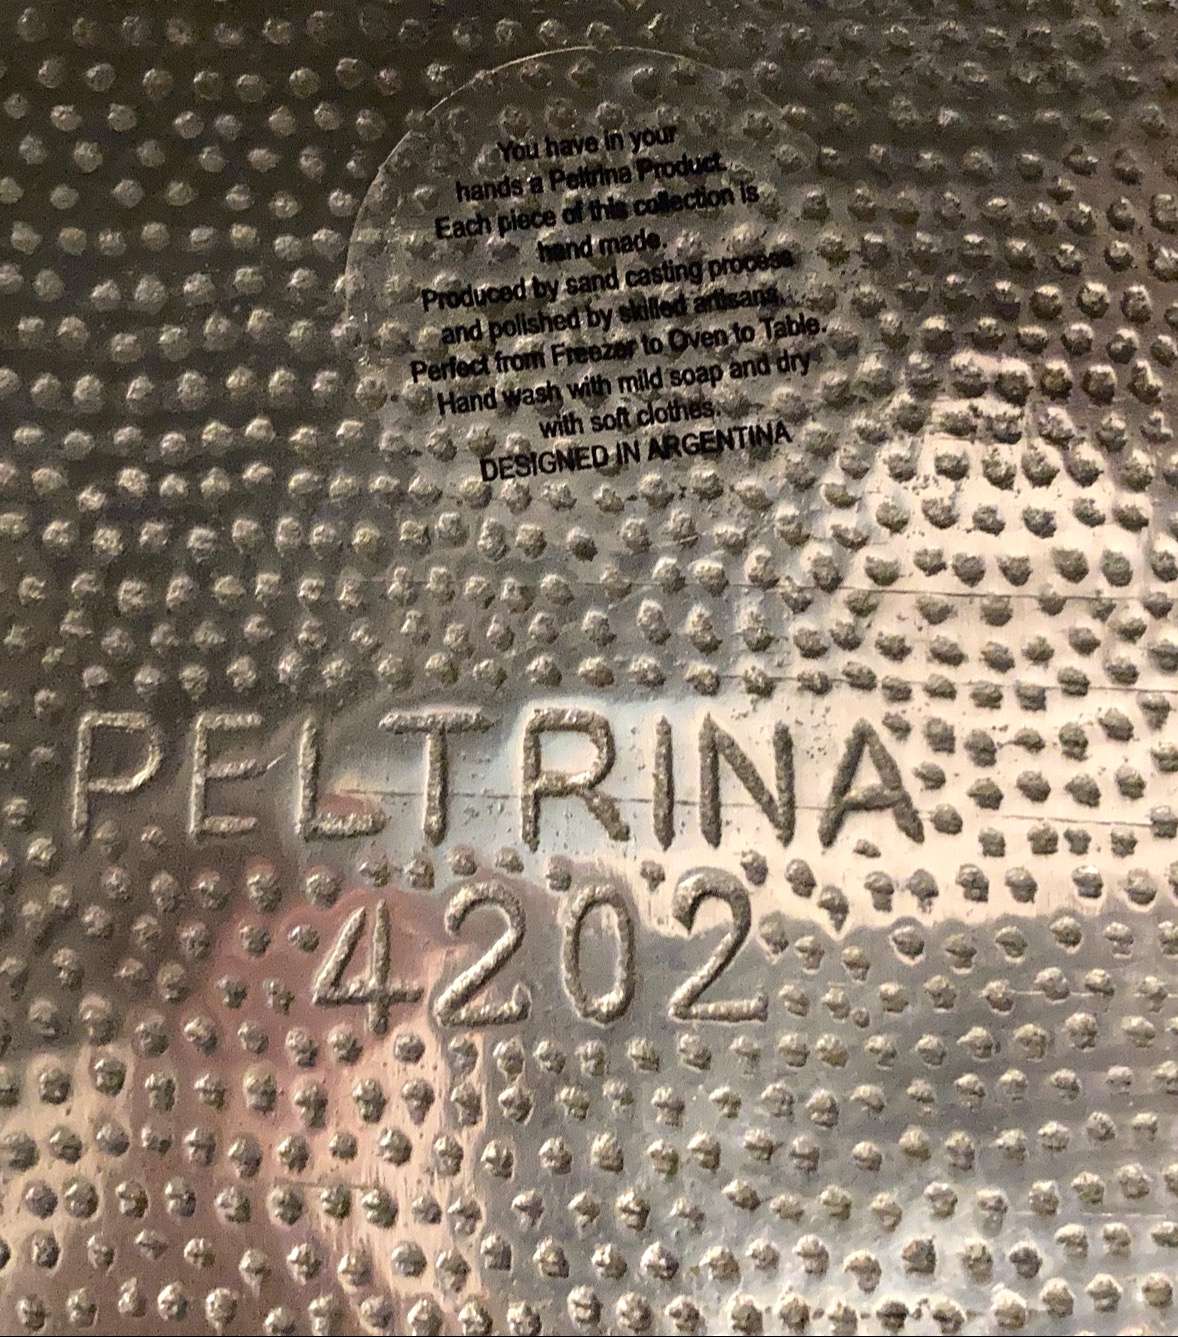 You have in your
hands a Peltrina Product.
Each piece of this collection is
hand made.
Produced by sand casting process
and polished by skilled artisans.
Perfect from Freezer to Oven to Table.
Hand wash with mild soap and dry
with soft clothes.
DESIGNED IN ARGENTINA
PELTRINA
4202